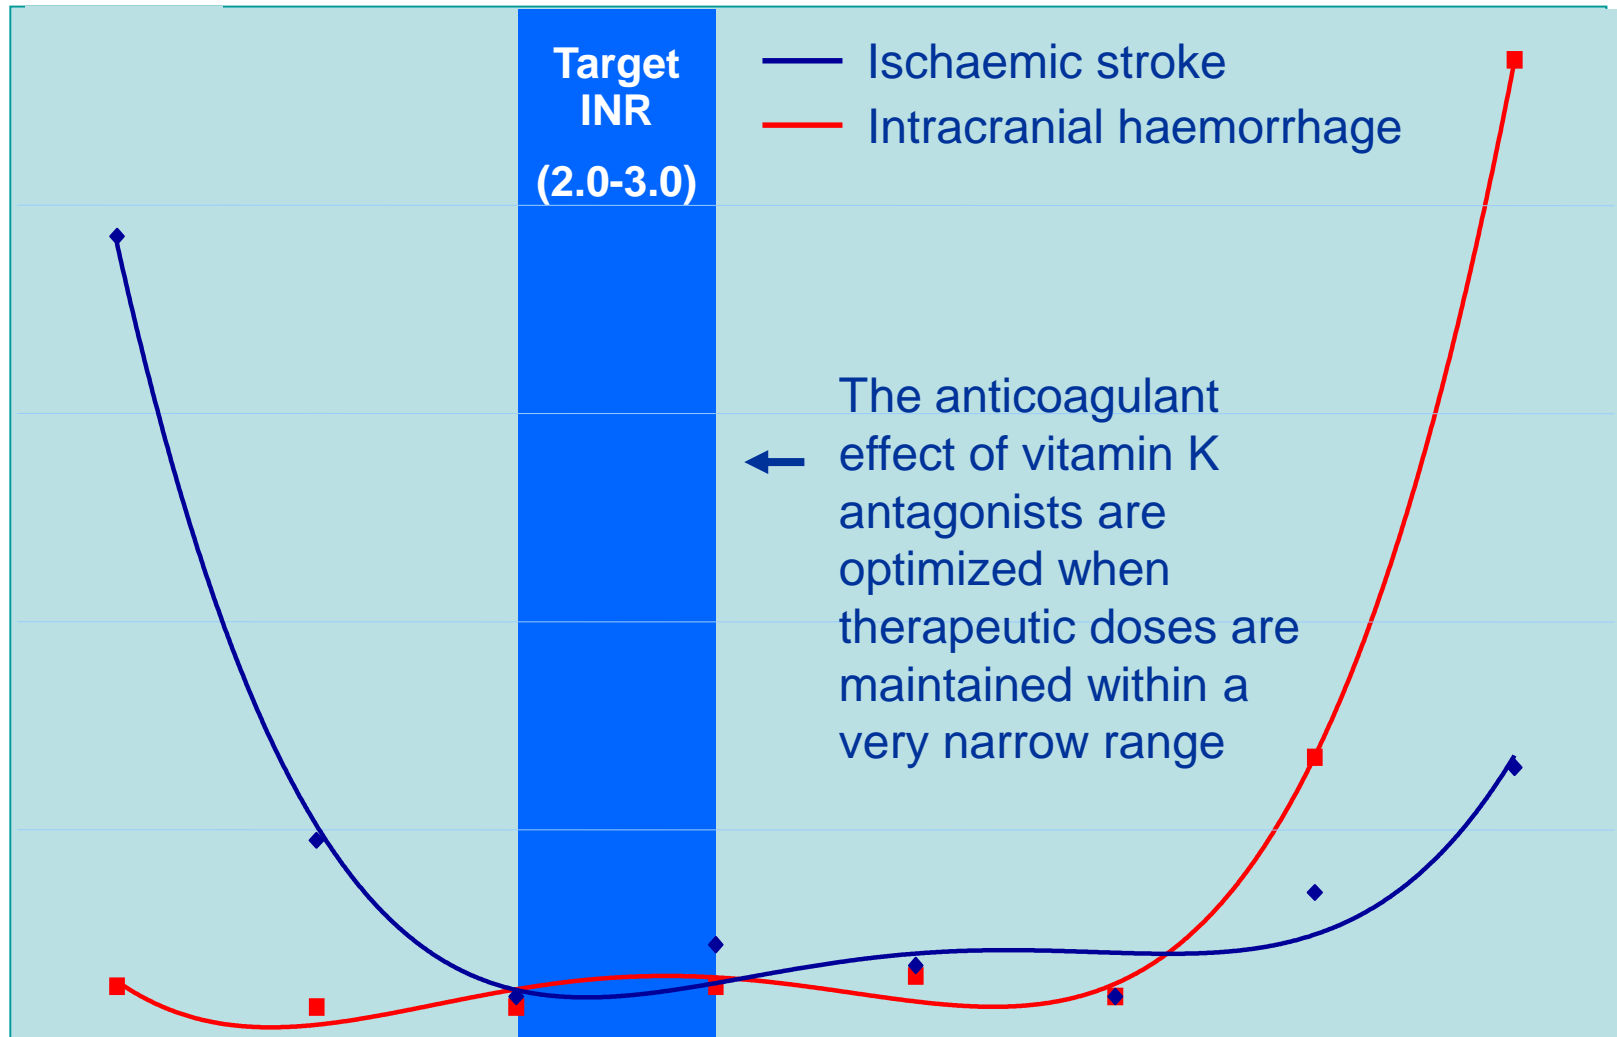 Target
INR
(2.0-3.0)
Ischaemic stroke
Intracranial haemorrhage
The anticoagulant
effect of vitamin K
antagonists are
optimized when
therapeutic doses are
maintained within a
very narrow range